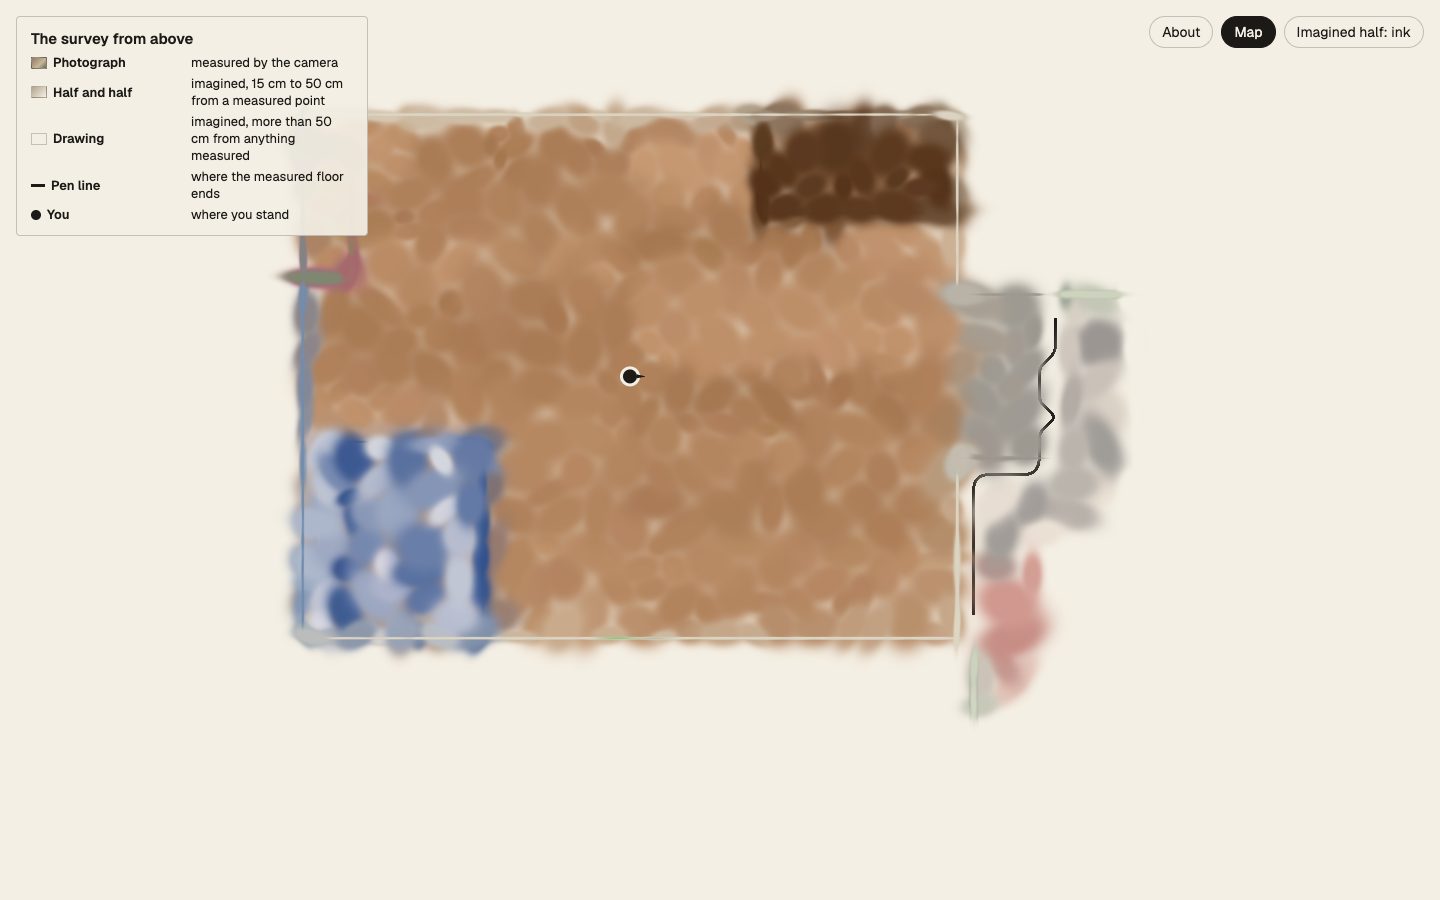 The survey from above
Photograph measured by the camera
Half and half imagined, 15 cm to 50 cm
from a measured point
Drawing imagined, more than 50
cm from anything
measured
Pen line where the measured floor
ends
You where you stand
About Map Imagined half: ink